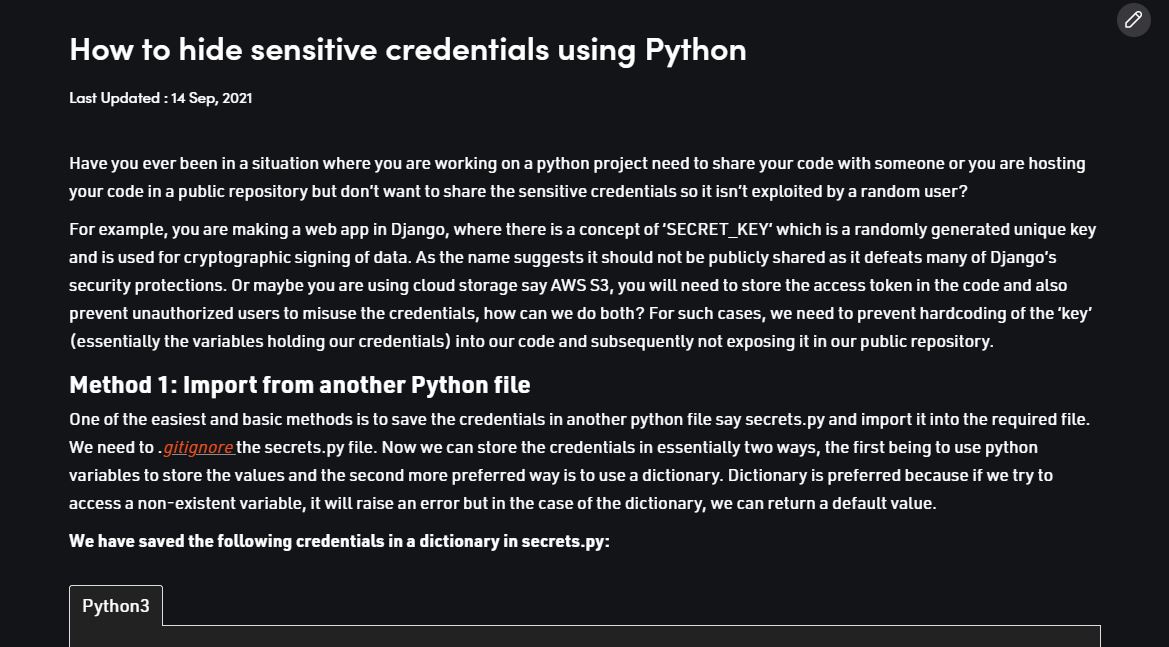 How to hide sensitive credentials using Python
Last Updated : 14 Sep, 2021
Have you ever been in a situation where you are working on a python project need to share your code with someone or you are hosting
your code in a public repository but don’t want to share the sensitive credentials so it isn’t exploited by a random user?
For example, you are making a web app in Django, where there is a concept of ‘SECRET_KEY’ which is a randomly generated unique key
and is used for cryptographic signing of data. As the name suggests it should not be publicly shared as it defeats many of Django’s
security protections. Or maybe you are using cloud storage say AWS S3, you will need to store the access token in the code and also
prevent unauthorized users to misuse the credentials, how can we do both? For such cases, we need to prevent hardcoding of the ‘key’
(essentially the variables holding our credentials) into our code and subsequently not exposing it in our public repository.
Method 1: Import from another Python file
One of the easiest and basic methods is to save the credentials in another python file say secrets.py and import it into the required file.
We need to .gitignore the secrets.py file. Now we can store the credentials in essentially two ways, the first being to use python
variables to store the values and the second more preferred way is to use a dictionary. Dictionary is preferred because if we try to
access a non-existent variable, it will raise an error but in the case of the dictionary, we can return a default value.
We have saved the following credentials in a dictionary in secrets.py:
Python3